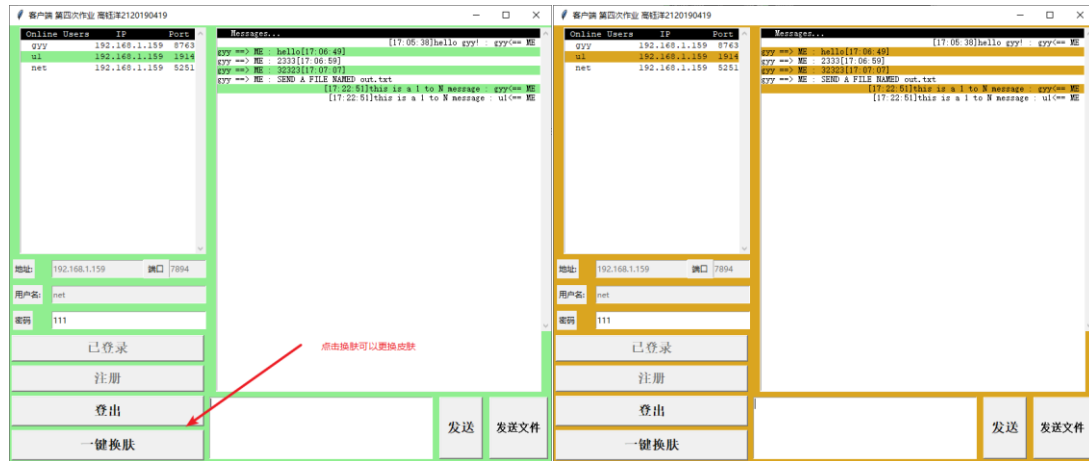 客户端 第四次作业 高钰洋2120190419
Online Users IP Port
gyy 192.168.1.159 8763
ul 192.168.1.159 1914
net 192.168.1.159 5251
地址: 192.168.1.159 端口 7894
用户名: net
密码 111
已登录
注册
登出
一键换肤
Messages...
[17:05:38]hello gyy! : gyy<== ME
gyy ==> ME : hello[17:06:49]
gyy ==> ME : 2333[17:06:59]
gyy ==> ME : 32323[17:07:07]
gyy ==> ME : SEND A FILE NAMED out.txt
[17:22:51]this is a 1 to N message : gyy<== ME
[17:22:51]this is a 1 to N message : ul<== ME
点击换肤可以更换皮肤
发送
发送文件
客户端 第四次作业 高钰洋2120190419
Online Users IP Port
gyy 192.168.1.159 8763
ul 192.168.1.159 1914
net 192.168.1.159 5251
地址: 192.168.1.159 端口 7894
用户名: net
密码 111
已登录
注册
登出
一键换肤
Messages...
[17:05:38]hello gyy! : gyy<== ME
gyy ==> ME : hello[17:06:49]
gyy ==> ME : 2333[17:06:59]
gyy ==> ME : 32323[17:07:07]
gyy ==> ME : SEND A FILE NAMED out.txt
[17:22:51]this is a 1 to N message : gyy<== ME
[17:22:51]this is a 1 to N message : ul<== ME
发送
发送文件